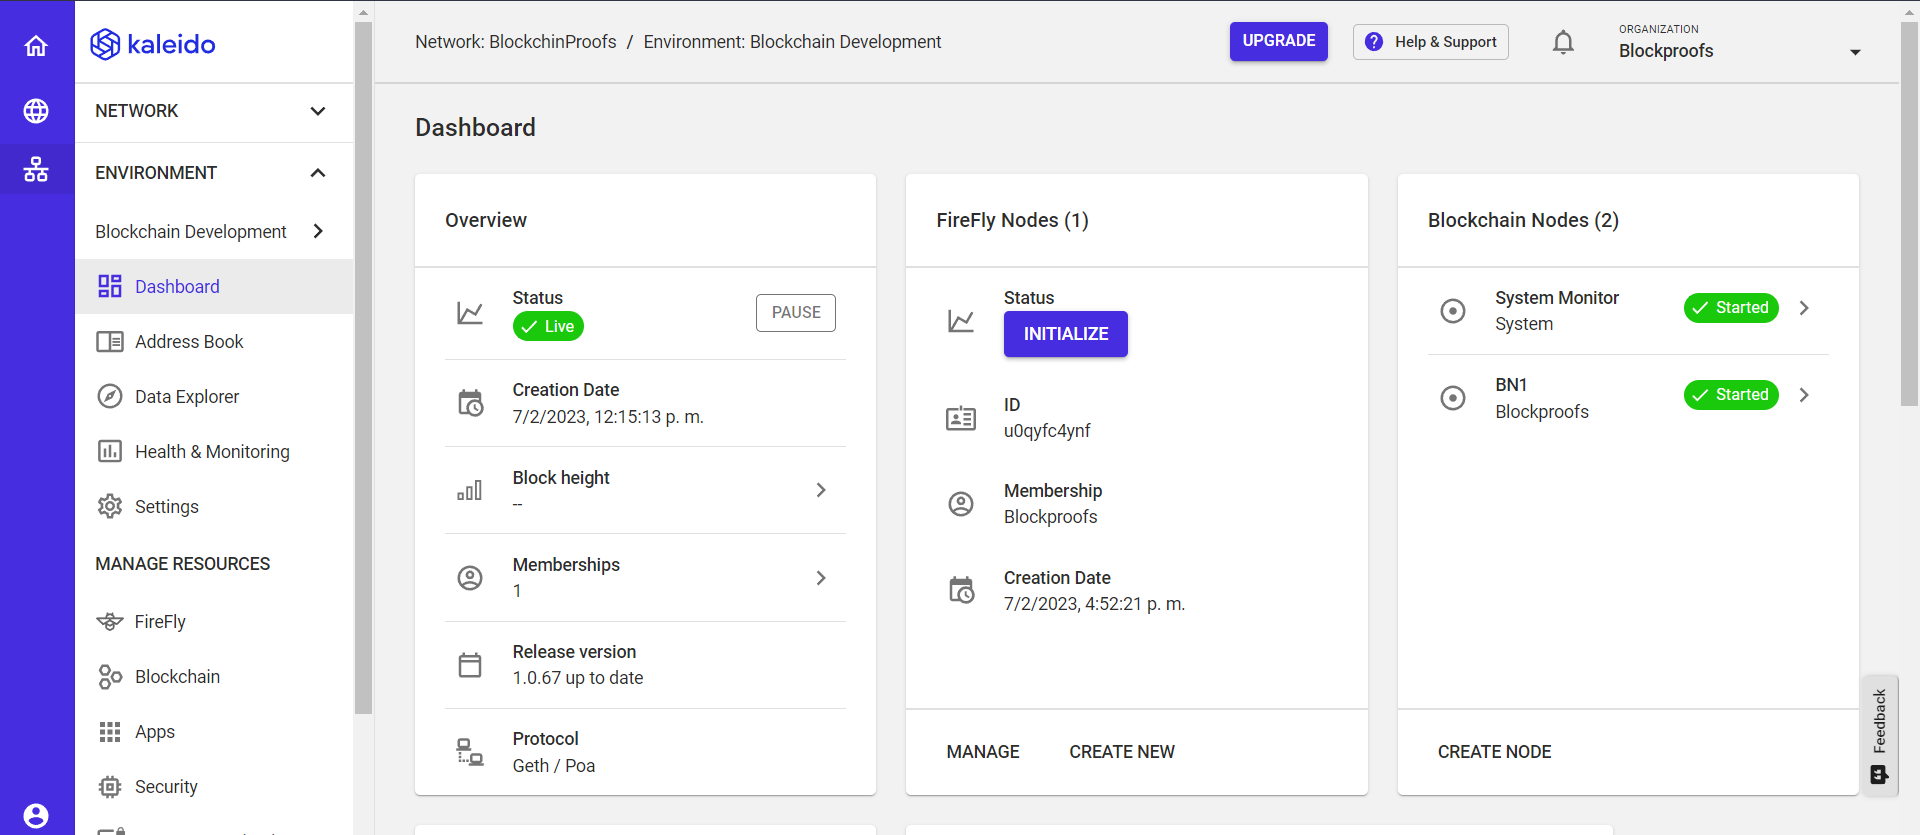 kaleido
NETWORK
ENVIRONMENT
Blockchain Development
Dashboard
Address Book
Data Explorer
Health & Monitoring
Settings
MANAGE RESOURCES
FireFly
Blockchain
Apps
Security
Network: BlockchinProofs / Environment: Blockchain Development
UPGRADE
Help & Support
ORGANIZATION
Blockproofs
Dashboard
Overview
Status
Live
PAUSE
Creation Date
7/2/2023, 12:15:13 p. m.
Block height
--
Memberships
1
Release version
1.0.67 up to date
Protocol
Geth / Poa
FireFly Nodes (1)
Status
INITIALIZE
ID
u0qyfc4ynf
Membership
Blockproofs
Creation Date
7/2/2023, 4:52:21 p. m.
MANAGE CREATE NEW
Blockchain Nodes (2)
System Monitor
System
Started
BN1
Blockproofs
Started
CREATE NODE
Feedback